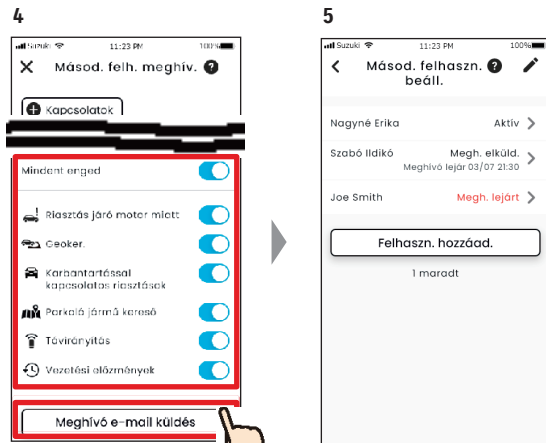 4
Suzuki 11:23 PM 100%
Másod. felh. meghív. ?
Kapcsolatok
Mindent enged
Riasztás járó motor miatt
Geoker.
Karbantartással
kapcsolatos riasztások
Parkoló jármű kereső
Távirányítás
Vezetési előzmények
Meghívó e-mail küldés
5
Suzuki 11:23 PM 100%
Másod. felhaszn. ?
beáll.
Nagyné Erika Aktív
Szabó Ildikó Megh. elküld.
Meghívó lejár 03/07 21:30
Joe Smith Megh. lejárt
Felhaszn. hozzáad.
1 maradt